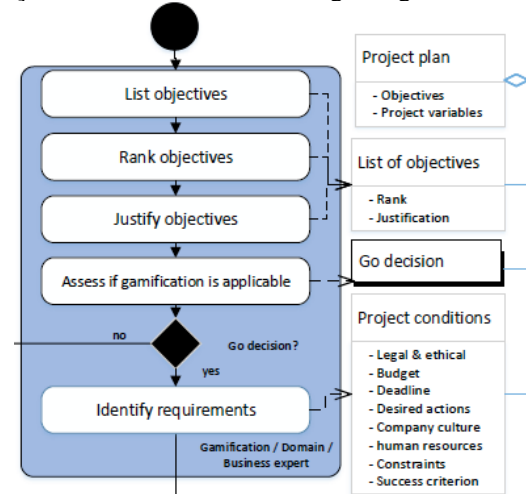 List objectives
Rank objectives
Justify objectives
Assess if gamification is applicable
no
Go decision?
yes
Identify requirements
Gamification / Domain /
Business expert
Project plan
- Objectives
- Project variables
List of objectives
- Rank
- Justification
Go decision
Project conditions
- Legal & ethical
- Budget
- Deadline
- Desired actions
- Company culture
- human resources
- Constraints
- Success criterion